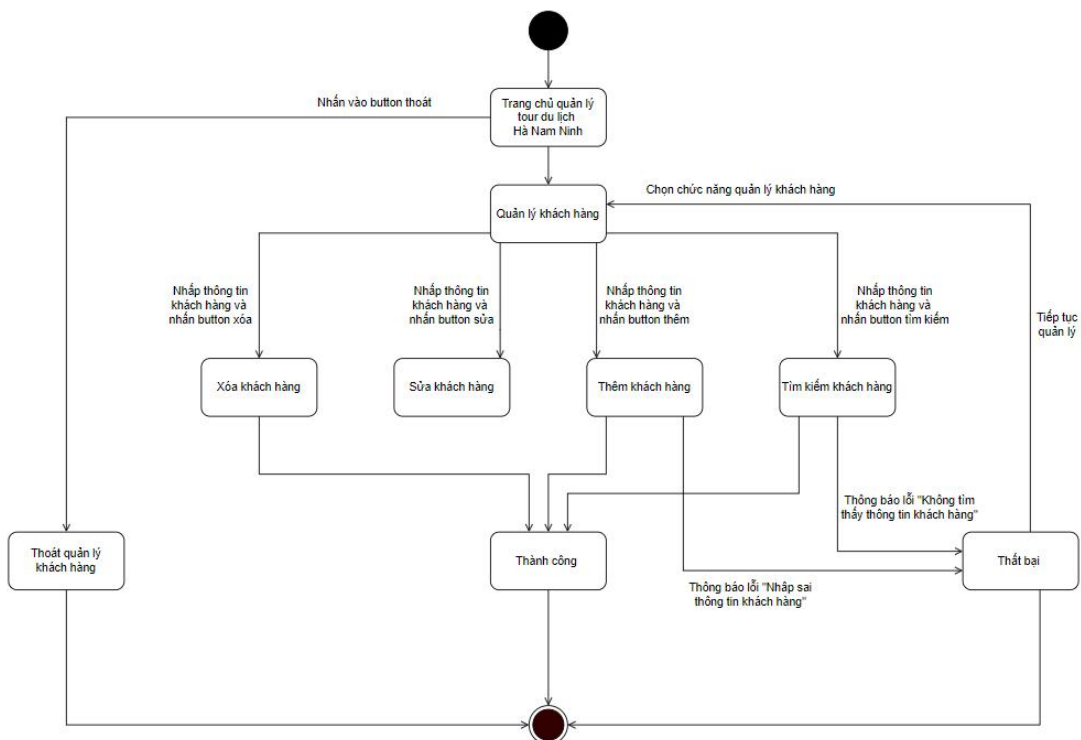 Nhấn vào button thoát
Trang chủ quản lý
tour du lịch
Hà Nam Ninh
Chọn chức năng quản lý khách hàng
Quản lý khách hàng
Nhấp thông tin
khách hàng và
nhấn button xóa
Nhấp thông tin
khách hàng và
nhấn button sửa
Nhấp thông tin
khách hàng và
nhấn button thêm
Nhấp thông tin
khách hàng và
nhấn button tìm kiếm
Tiếp tục
quản lý
Xóa khách hàng
Sửa khách hàng
Thêm khách hàng
Tìm kiếm khách hàng
Thông báo lỗi "Không tìm
thấy thông tin khách hàng"
Thoát quản lý
khách hàng
Thành công
Thất bại
Thông báo lỗi "Nhập sai
thông tin khách hàng"